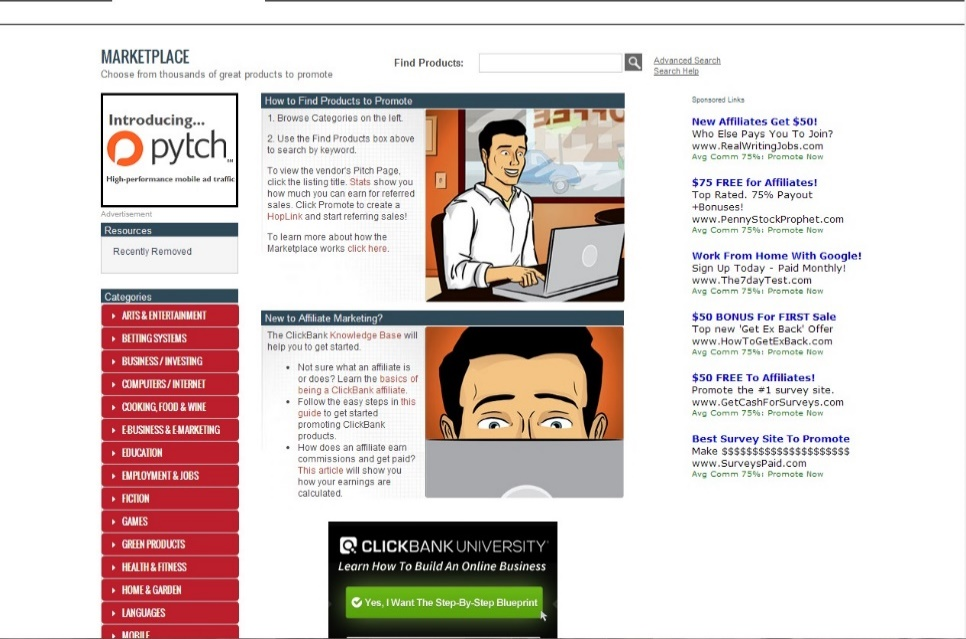 MARKETPLACE
Choose from thousands of great products to promote
Find Products:
Advanced Search
Search Help
Introducing...
pytch
High-performance mobile ad traffic
Advertisement
Resources
Recently Removed
Categories
ARTS & ENTERTAINMENT
BETTING SYSTEMS
BUSINESS / INVESTING
COMPUTERS / INTERNET
COOKING, FOOD & WINE
E-BUSINESS & E-MARKETING
EDUCATION
EMPLOYMENT & JOBS
FICTION
GAMES
GREEN PRODUCTS
HEALTH & FITNESS
HOME & GARDEN
LANGUAGES
MOBILE
How to Find Products to Promote
1. Browse Categories on the left.
2. Use the Find Products box above
to search by keyword.
To view the vendor's Pitch Page,
click the listing title. Stats show you
how much you can earn for referred
sales. Click Promote to create a
HopLink and start referring sales!
To learn more about how the
Marketplace works click here.
OFFEE
New to Affiliate Marketing?
The ClickBank Knowledge Base will
help you to get started.
• Not sure what an affiliate is
or does? Learn the basics of
being a ClickBank affiliate.
• Follow the easy steps in this
guide to get started
promoting ClickBank
products.
• How does an affiliate earn
commissions and get paid?
This article will show you
how your earnings are
calculated.
CLICKBANK UNIVERSITY
Learn How To Build An Online Business
Yes, I Want The Step-By-Step Blueprint
Sponsored Links
New Affiliates Get $50!
Who Else Pays You To Join?
www.RealWritingJobs.com
Avg Comm 75%: Promote Now
$75 FREE for Affiliates!
Top Rated. 75% Payout
+Bonuses!
www.PennyStockProphet.com
Avg Comm 75%: Promote Now
Work From Home With Google!
Sign Up Today - Paid Monthly!
www.The7dayTest.com
Avg Comm 75%: Promote Now
$50 BONUS For FIRST Sale
Top new 'Get Ex Back' Offer
www.HowToGetExBack.com
Avg Comm 75%: Promote Now
$50 FREE To Affiliates!
Promote the #1 survey site.
www.GetCashForSurveys.com
Avg Comm 75%: Promote Now
Best Survey Site To Promote
Make $$$$$$$$$$$$$$$$$$$$$
www.SurveysPaid.com
Avg Comm 75%: Promote Now